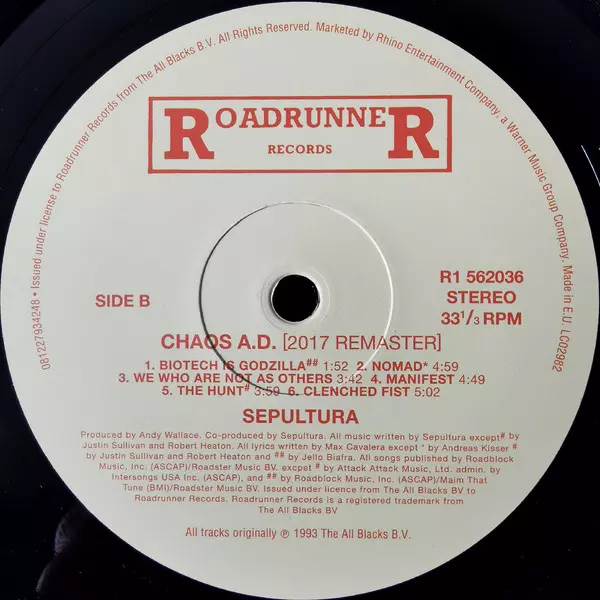 081227934248 • Issued under license to Roadrunner Records from The All Blacks B.V. All Rights Reserved. Marketed by Rhino Entertainment Company, a Warner Music Group Company. Made in E.U. LC02982
ROADRUNNER
RECORDS
R1 562036
SIDE B
STEREO
33 1/3 RPM
CHAOS A.D. [2017 REMASTER]
1. BIOTECH IS GODZILLA## 1:52 2. NOMAD* 4:59
3. WE WHO ARE NOT AS OTHERS 3:42 4. MANIFEST 4:49
5. THE HUNT# 3:59 6. CLENCHED FIST 5:02
SEPULTURA
Produced by Andy Wallace. Co-produced by Sepultura. All music written by Sepultura except# by
Justin Sullivan and Robert Heaton. All lyrics written by Max Cavalera except * by Andreas Kisser #
by Justin Sullivan and Robert Heaton and ## by Jello Biafra. All songs published by Roadblock
Music, Inc. (ASCAP)/Roadster Music BV. excpet # by Attack Attack Music, Ltd. admin. by
Intersongs USA Inc. (ASCAP), and ## by Roadblock Music, Inc. (ASCAP)/Maim That
Tune (BMI)/Roadster Music BV. Issued under licence from The All Blacks BV to
Roadrunner Records. Roadrunner Records is a registered trademark from
The All Blacks BV.
All tracks originally ℗ 1993 The All Blacks B.V.